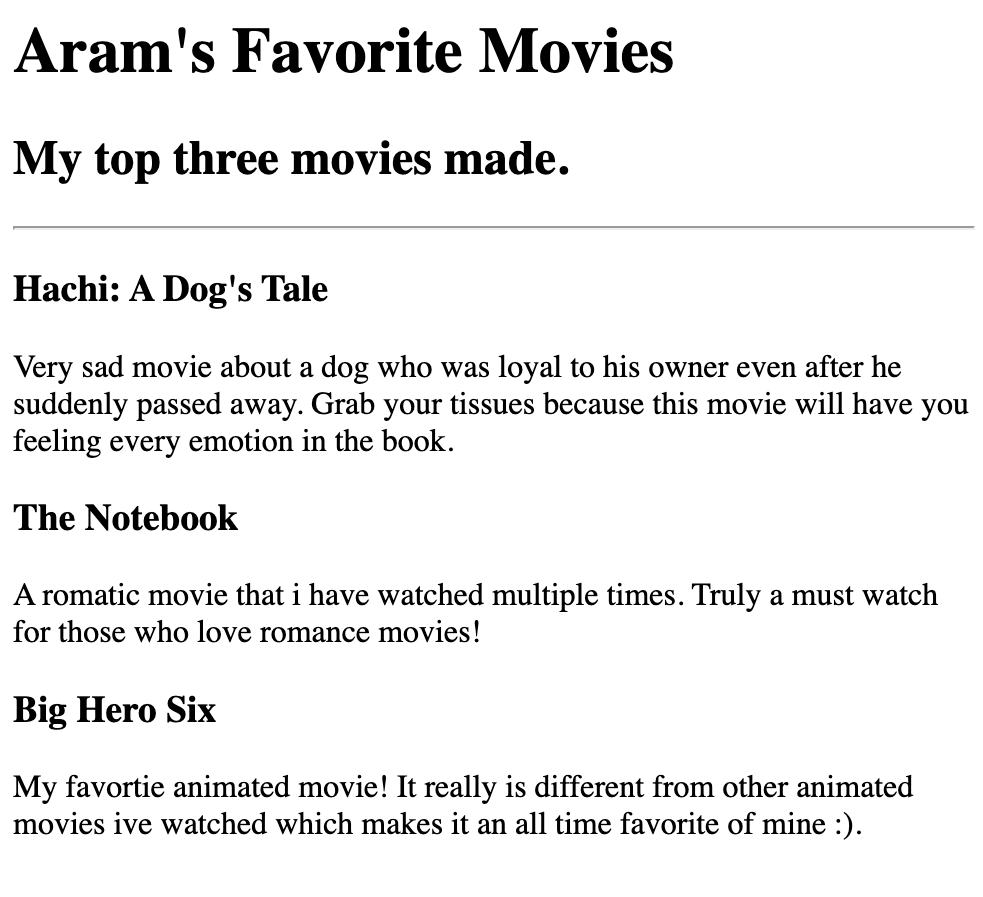 Aram's Favorite Movies
My top three movies made.
Hachi: A Dog's Tale
Very sad movie about a dog who was loyal to his owner even after he
suddenly passed away. Grab your tissues because this movie will have you
feeling every emotion in the book.
The Notebook
A romatic movie that i have watched multiple times. Truly a must watch
for those who love romance movies!
Big Hero Six
My favortie animated movie! It really is different from other animated
movies ive watched which makes it an all time favorite of mine :).